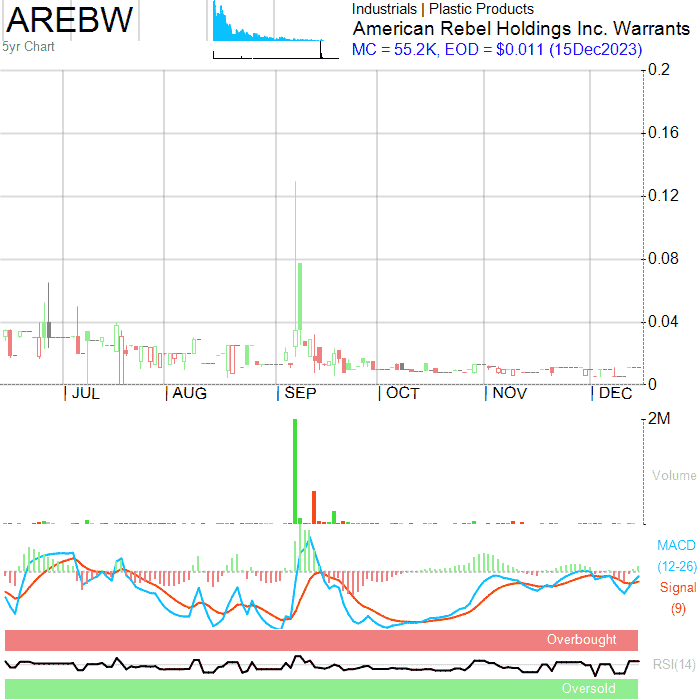 AREBW
5yr Chart
Industrials | Plastic Products
American Rebel Holdings Inc. Warrants
MC = 55.2K, EOD = $0.011 (15Dec2023)
0.2
0.16
0.12
0.08
0.04
0
| JUL | AUG | SEP | OCT | NOV | DEC
2M
Volume
MACD
(12-26)
Signal
(9)
Overbought
RSI(14)
Oversold